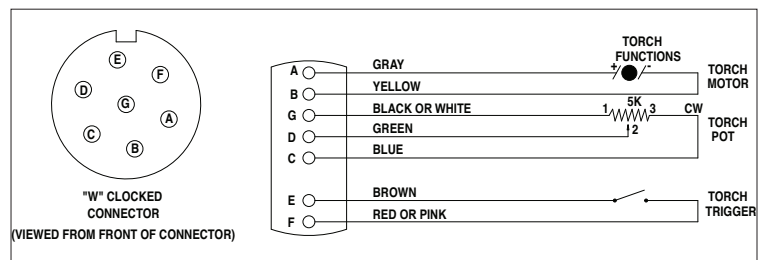 E
F
D
G
A
C
B
"W" CLOCKED
CONNECTOR
(VIEWED FROM FRONT OF CONNECTOR)
TORCH
FUNCTIONS
A GRAY + -
B YELLOW
TORCH
MOTOR
G BLACK OR WHITE 1 5K 3 CW
D GREEN 2
C BLUE
TORCH
POT
E BROWN
F RED OR PINK
TORCH
TRIGGER